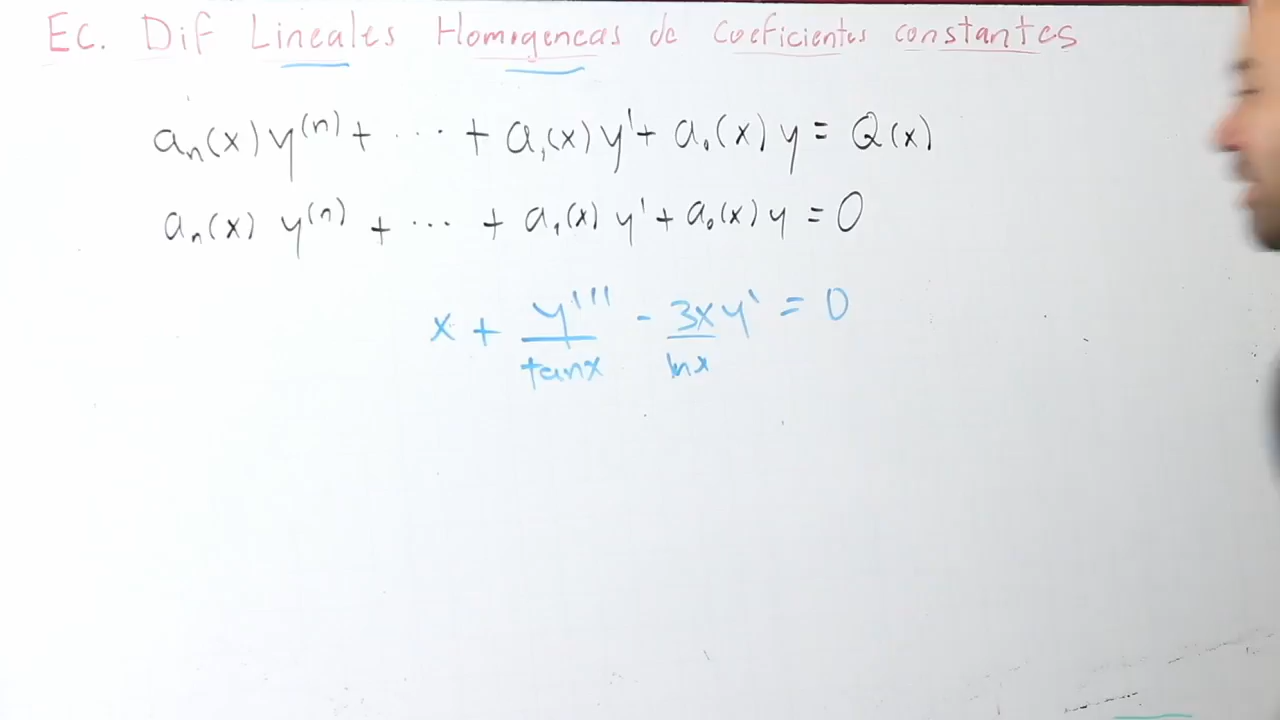 Ec. Dif Lineales Homogeneas de Coeficientes constantes
aₙ(x) y⁽ⁿ⁾ + ··· + a₁(x) y' + a₀(x) y = Q(x)
aₙ(x) y⁽ⁿ⁾ + ··· + a₁(x) y' + a₀(x) y = 0
x + y'''/tanx - 3x/lnx y' = 0